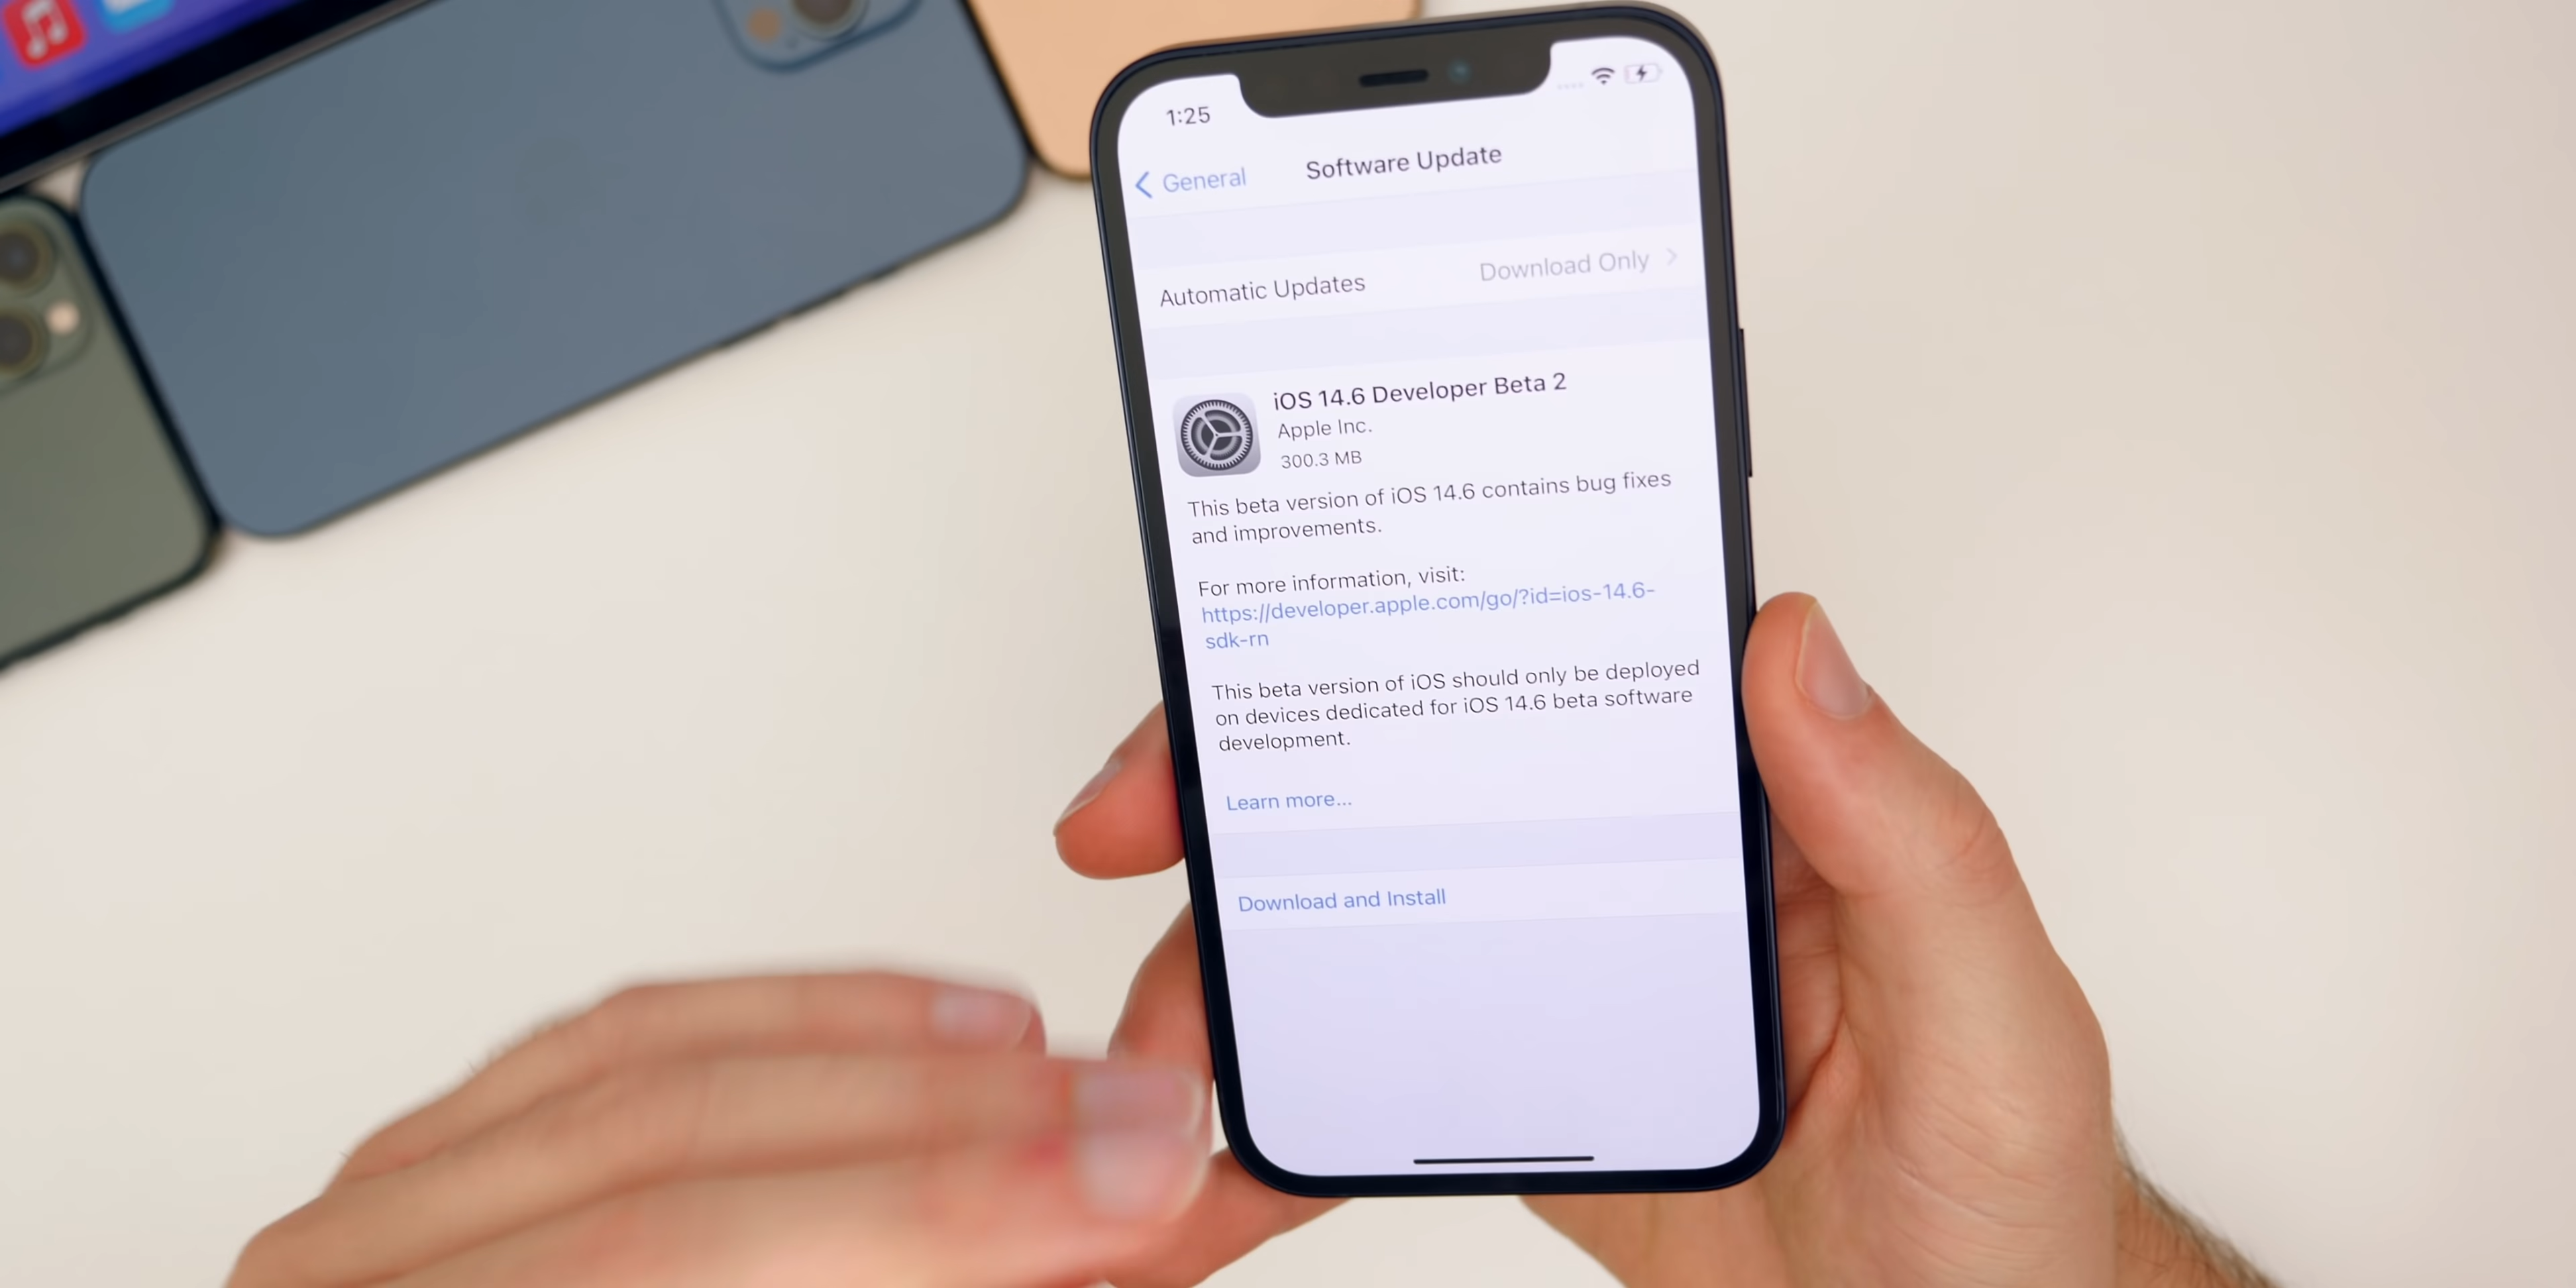 1:25
General
Software Update
Automatic Updates
Download Only
iOS 14.6 Developer Beta 2
Apple Inc.
300.3 MB
This beta version of iOS 14.6 contains bug fixes
and improvements.
For more information, visit:
https://developer.apple.com/go/?id=ios-14.6-
sdk-rn
This beta version of iOS should only be deployed
on devices dedicated for iOS 14.6 beta software
development.
Learn more...
Download and Install